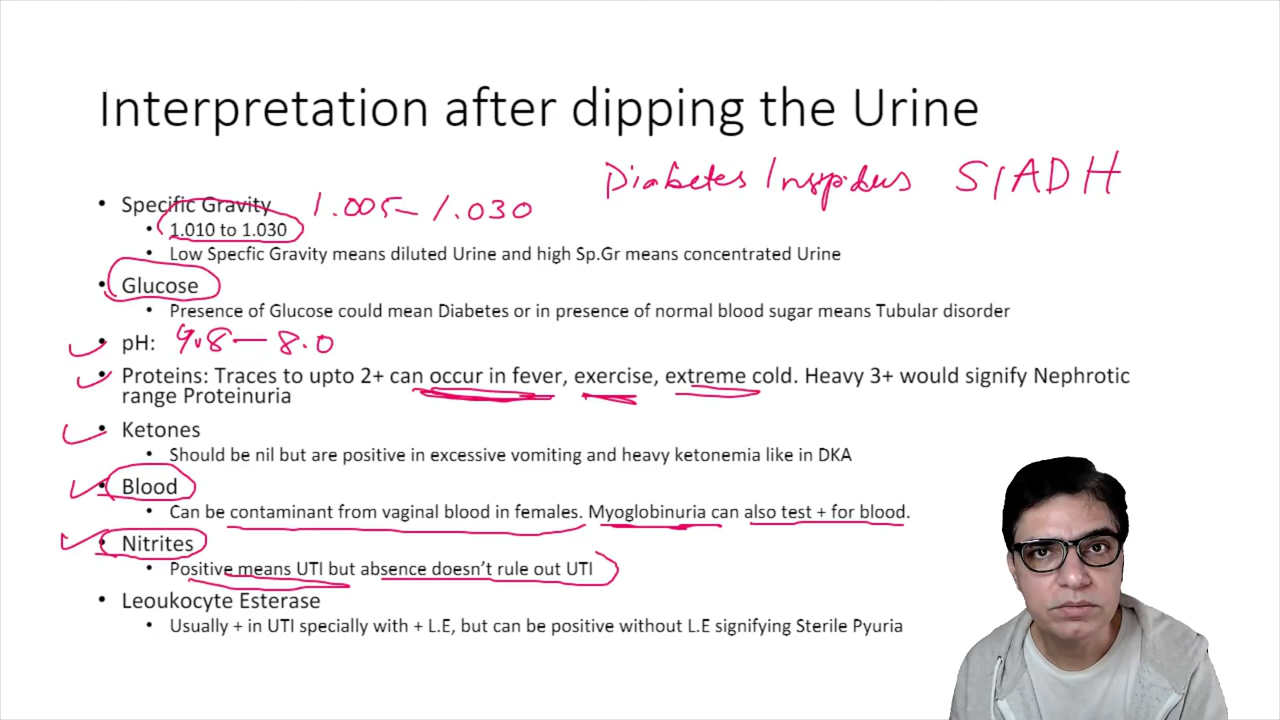 Interpretation after dipping the Urine
Diabetes Inspidus SIADH
• Specific Gravity 1.005 – 1.030
• 1.010 to 1.030
• Low Specfic Gravity means diluted Urine and high Sp.Gr means concentrated Urine
• Glucose
• Presence of Glucose could mean Diabetes or in presence of normal blood sugar means Tubular disorder
• pH: 4.8 – 8.0
• Proteins: Traces to upto 2+ can occur in fever, exercise, extreme cold. Heavy 3+ would signify Nephrotic
range Proteinuria
• Ketones
• Should be nil but are positive in excessive vomiting and heavy ketonemia like in DKA
• Blood
• Can be contaminant from vaginal blood in females. Myoglobinuria can also test + for blood.
• Nitrites
• Positive means UTI but absence doesn't rule out UTI
• Leoukocyte Esterase
• Usually + in UTI specially with + L.E, but can be positive without L.E signifying Sterile Pyuria